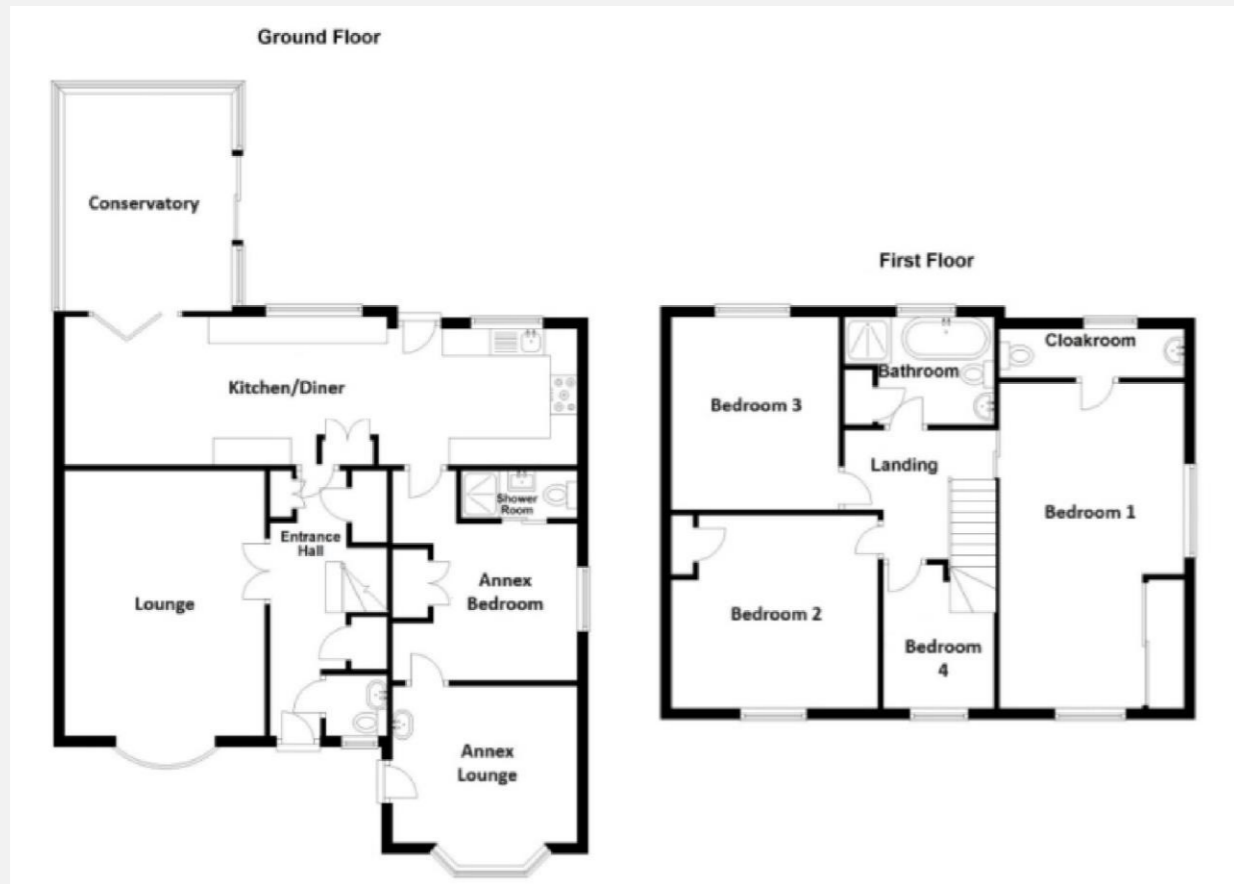 Ground Floor
Conservatory
Kitchen/Diner
Shower
Room
Entrance
Hall
Annex
Bedroom
Lounge
Annex
Lounge
First Floor
Cloakroom
Bathroom
Bedroom 3
Landing
Bedroom 1
Bedroom 2
Bedroom
4